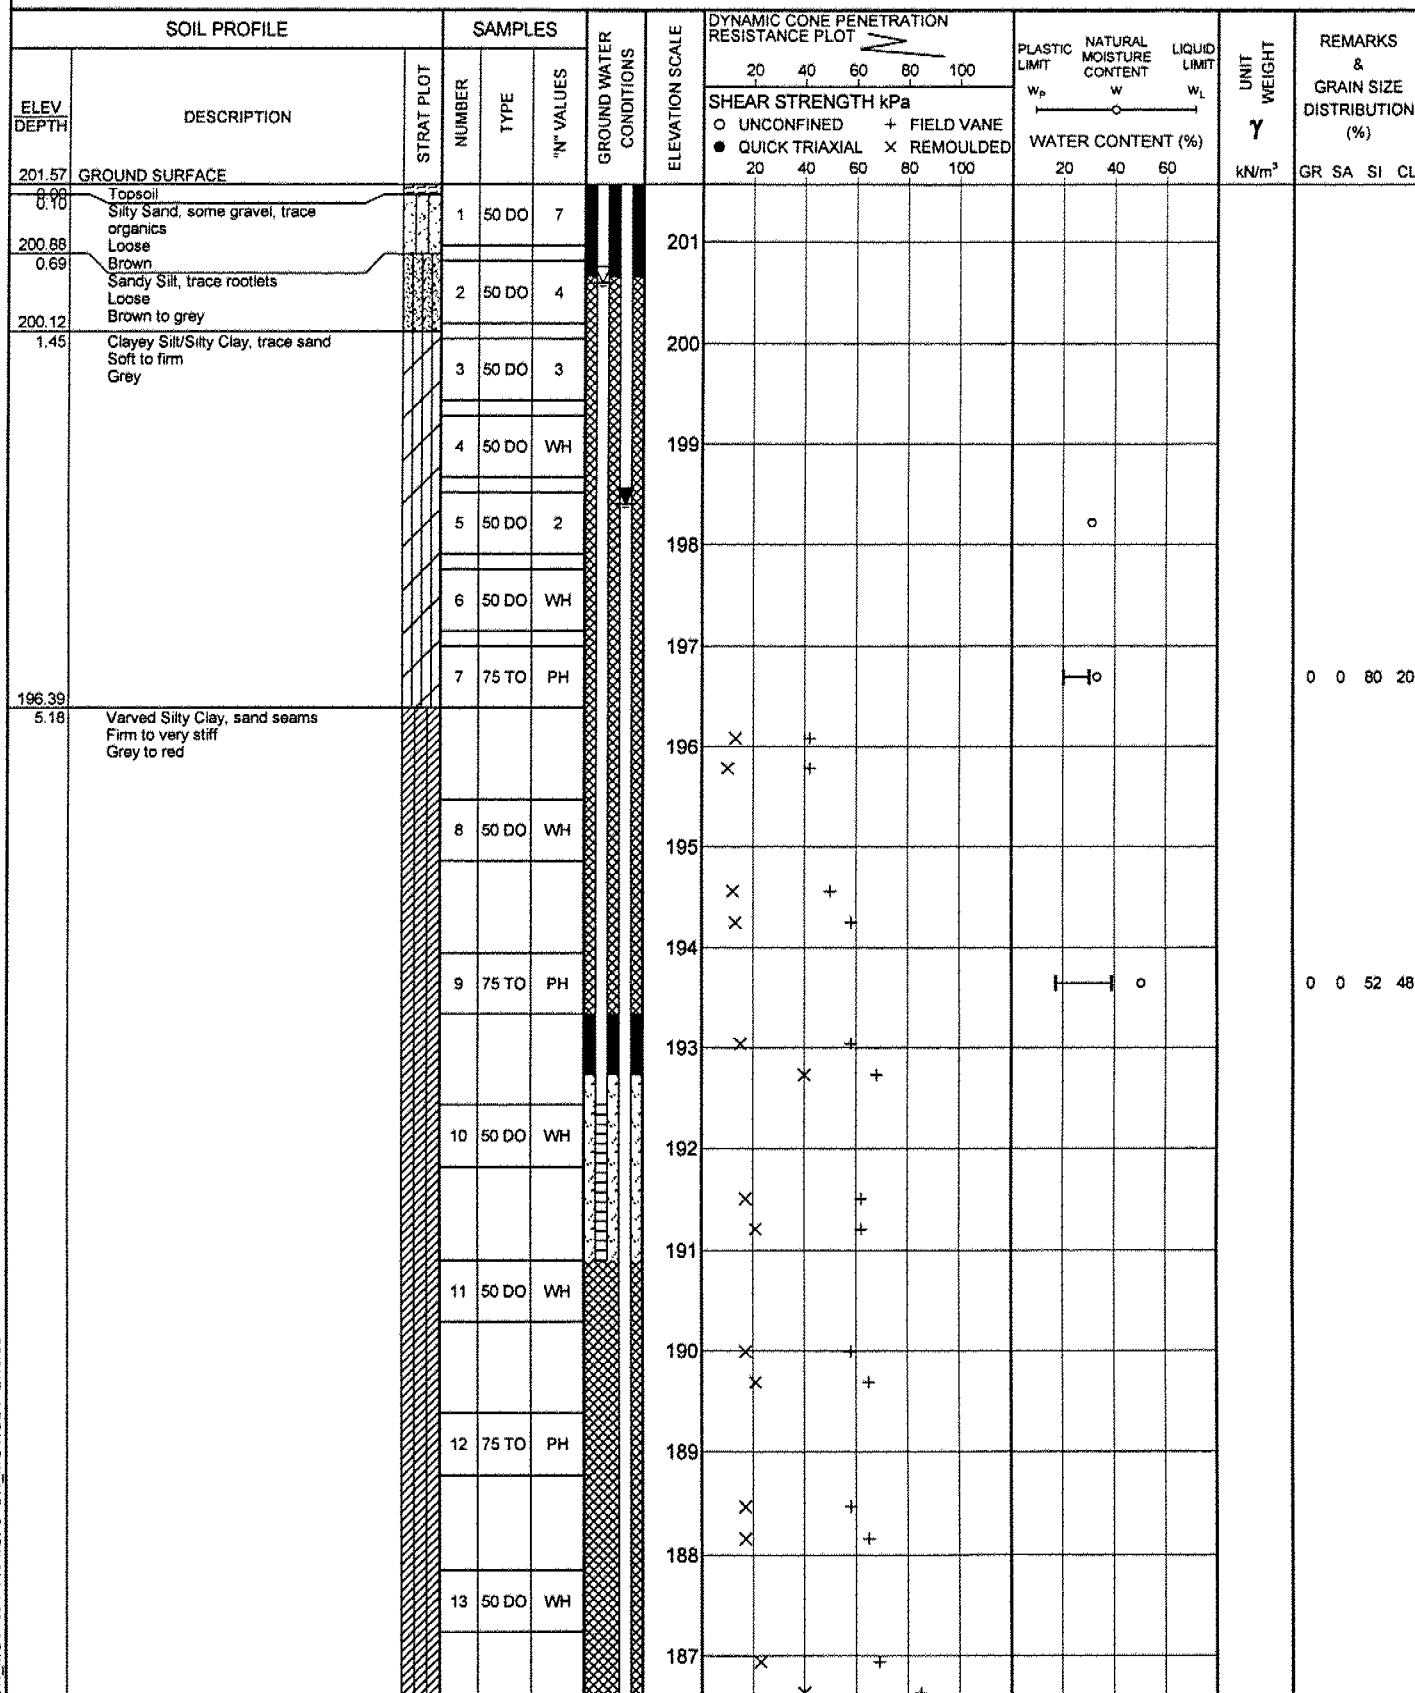 SOIL PROFILE
SAMPLES
GROUND WATER
CONDITIONS
ELEVATION SCALE
DYNAMIC CONE PENETRATION
RESISTANCE PLOT
20 40 60 80 100
SHEAR STRENGTH kPa
O UNCONFINED + FIELD VANE
● QUICK TRIAXIAL × REMOULDED
20 40 60 80 100
PLASTIC LIMIT
NATURAL MOISTURE CONTENT
LIQUID LIMIT
WP W WL
WATER CONTENT (%)
20 40 60
UNIT WEIGHT
γ
kN/m³
REMARKS
&
GRAIN SIZE
DISTRIBUTION
(%)
GR SA SI CL
ELEV
DEPTH
DESCRIPTION
STRAT PLOT
NUMBER
TYPE
"N" VALUES
201.57 GROUND SURFACE
0.00 Topsoil
0.10
Silty Sand, some gravel, trace
organics
Loose
Brown
200.88
0.69
Sandy Silt, trace rootlets
Loose
Brown to grey
200.12
1.45
Clayey Silt/Silty Clay, trace sand
Soft to firm
Grey
196.39
5.18
Varved Silty Clay, sand seams
Firm to very stiff
Grey to red
1 50 DO 7
2 50 DO 4
3 50 DO 3
4 50 DO WH
5 50 DO 2
6 50 DO WH
7 75 TO PH
8 50 DO WH
9 75 TO PH
10 50 DO WH
11 50 DO WH
12 75 TO PH
13 50 DO WH
201
200
199
198
197
196
195
194
193
192
191
190
189
188
187
0 0 80 20
0 0 52 48